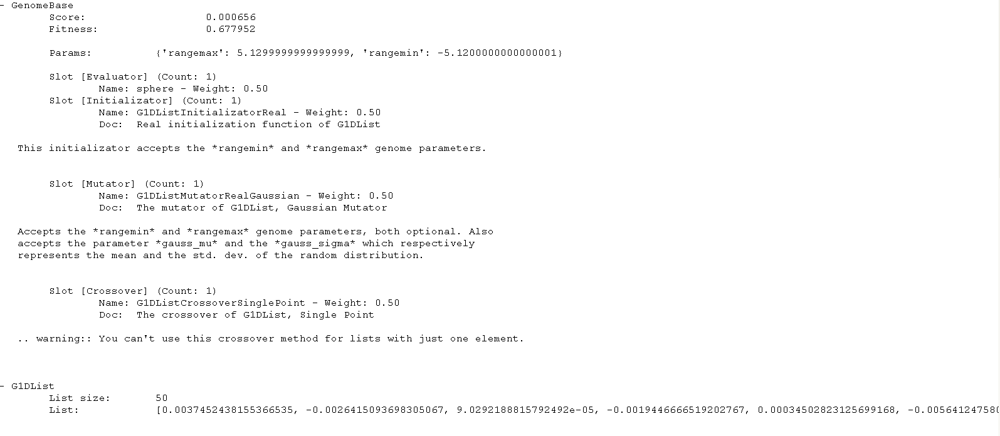 - GenomeBase
Score: 0.000656
Fitness: 0.677952
Params: {'rangemax': 5.1299999999999999, 'rangemin': -5.1200000000000001}
Slot [Evaluator] (Count: 1)
Name: sphere - Weight: 0.50
Slot [Initializator] (Count: 1)
Name: G1DListInitializatorReal - Weight: 0.50
Doc: Real initialization function of G1DList
This initializator accepts the *rangemin* and *rangemax* genome parameters.
Slot [Mutator] (Count: 1)
Name: G1DListMutatorRealGaussian - Weight: 0.50
Doc: The mutator of G1DList, Gaussian Mutator
Accepts the *rangemin* and *rangemax* genome parameters, both optional. Also
accepts the parameter *gauss_mu* and the *gauss_sigma* which respectively
represents the mean and the std. dev. of the random distribution.
Slot [Crossover] (Count: 1)
Name: G1DListCrossoverSinglePoint - Weight: 0.50
Doc: The crossover of G1DList, Single Point
.. warning:: You can't use this crossover method for lists with just one element.
- G1DList
List size: 50
List: [0.0037452438155366535, -0.0026415093698305067, 9.0292188815792492e-05, -0.0019446666519202767, 0.00034502823125699168, -0.005641247580